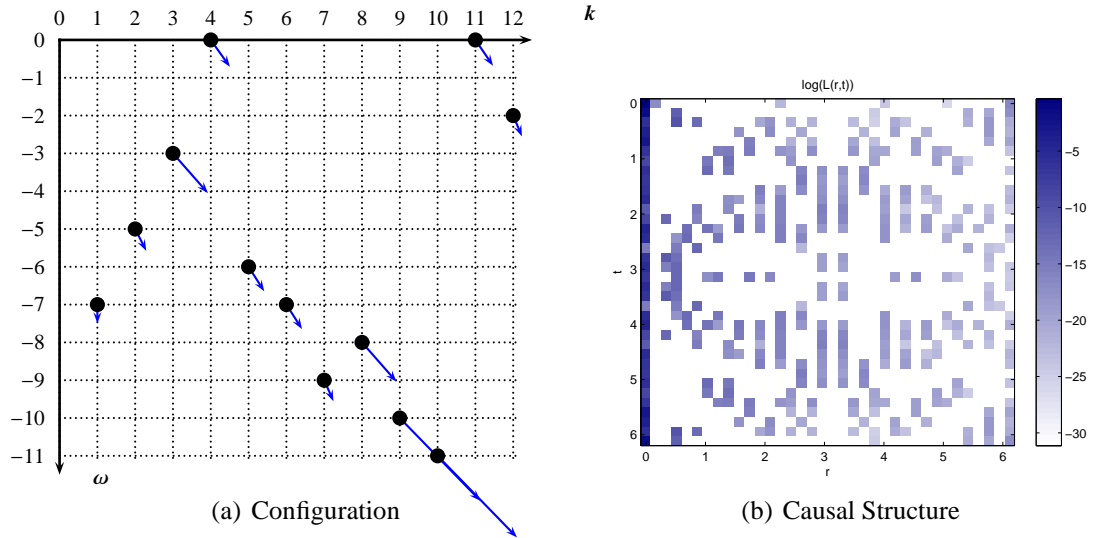 0 1 2 3 4 5 6 7 8 9 10 11 12
k
0
−1
−2
−3
−4
−5
−6
−7
−8
−9
−10
−11
ω
(a) Configuration
log(L(r,t))
0
1
2
3
4
5
6
t
0 1 2 3 4 5 6
r
−5
−10
−15
−20
−25
−30
(b) Causal Structure